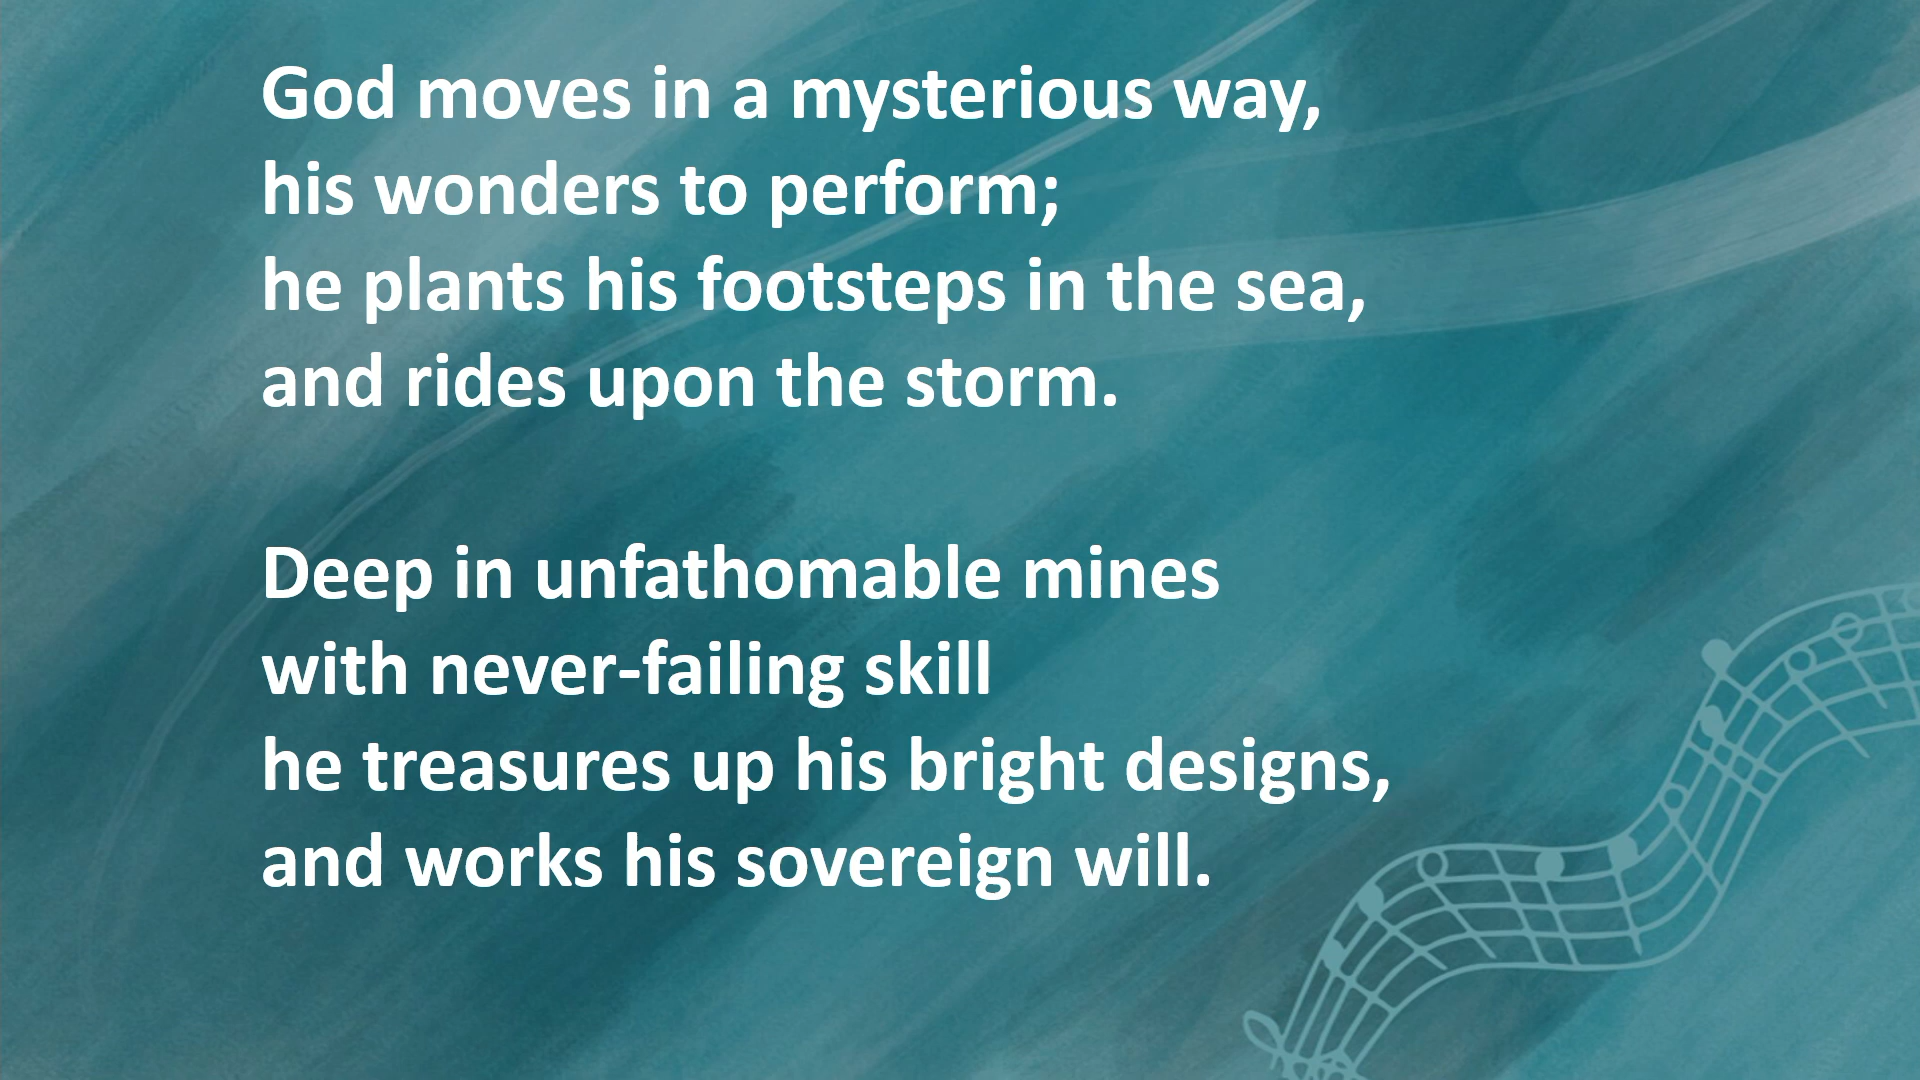 God moves in a mysterious way,
his wonders to perform;
he plants his footsteps in the sea,
and rides upon the storm.
Deep in unfathomable mines
with never-failing skill
he treasures up his bright designs,
and works his sovereign will.